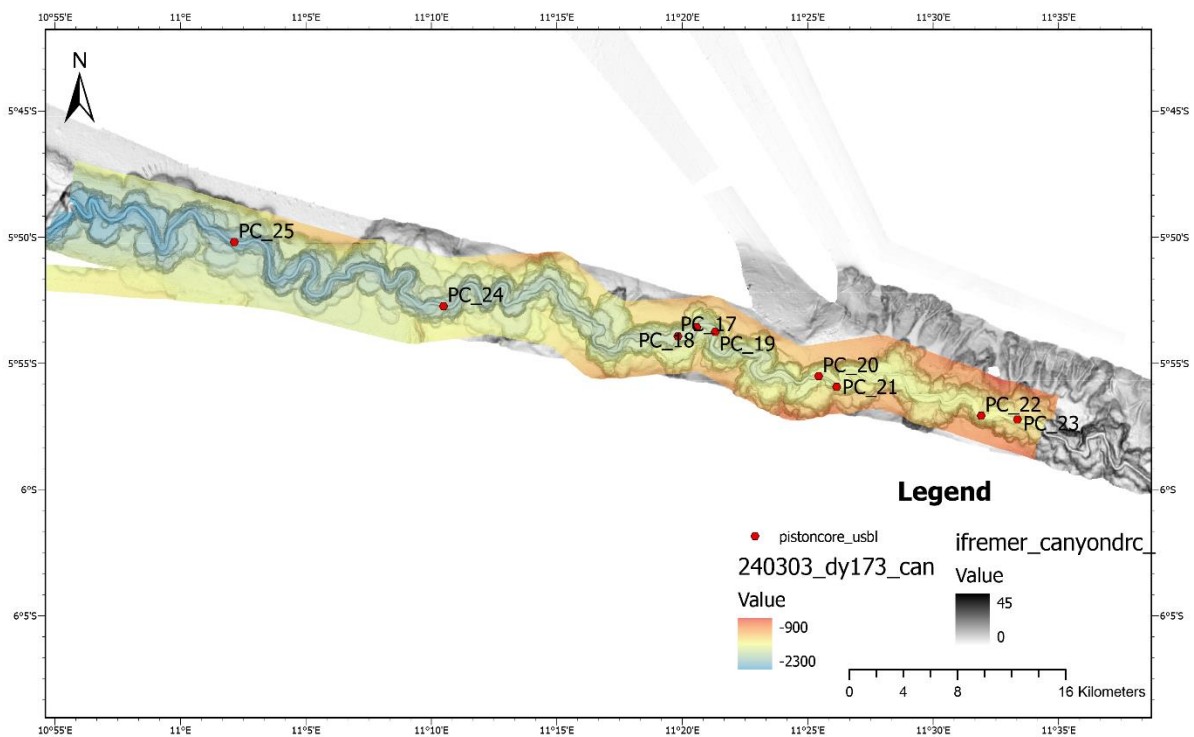 10°55'E 11°E 11°5'E 11°10'E 11°15'E 11°20'E 11°25'E 11°30'E 11°35'E
N
5°45'S 5°45'S
5°50'S 5°50'S
PC_25
PC_24
PC_17
PC_18
PC_19
5°55'S 5°55'S
PC_20
PC_21
PC_22
PC_23
6°S 6°S
Legend
pistoncore_usbl
ifremer_canyondrc_
240303_dy173_can
Value
45
0
Value
-900
-2300
6°5'S 6°5'S
0 4 8 16 Kilometers
10°55'E 11°E 11°5'E 11°10'E 11°15'E 11°20'E 11°25'E 11°30'E 11°35'E